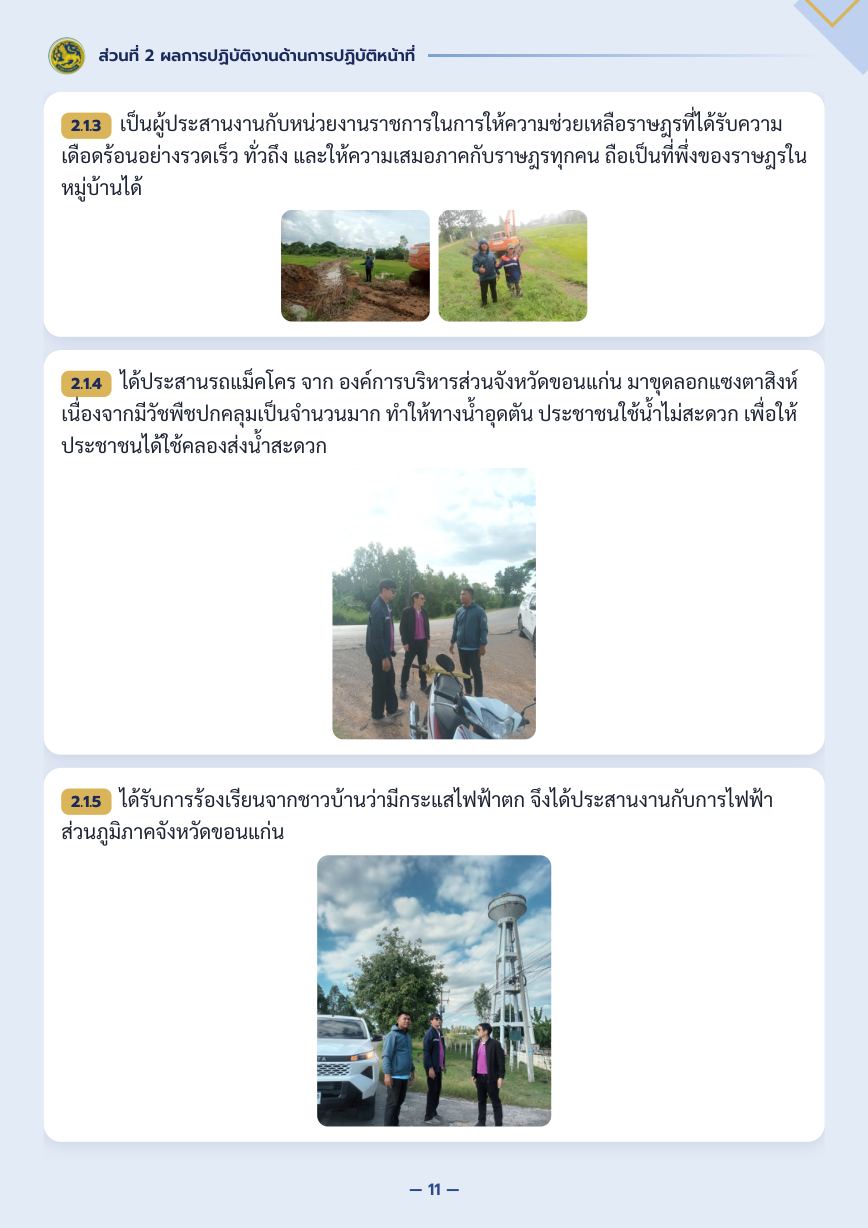 ส่วนที่ 2 ผลการปฏิบัติงานด้านการปฏิบัติหน้าที่
2.1.3 เป็นผู้ประสานงานกับหน่วยงานราชการในการให้ความช่วยเหลือราษฎรที่ได้รับความ
เดือดร้อนอย่างรวดเร็ว ทั่วถึง และให้ความเสมอภาคกับราษฎรทุกคน ถือเป็นที่พึ่งของราษฎรใน
หมู่บ้านได้
2.1.4 ได้ประสานรถแม็คโคร จาก องค์การบริหารส่วนจังหวัดขอนแก่น มาขุดลอกแซงตาสิงห์
เนื่องจากมีวัชพืชปกคลุมเป็นจำนวนมาก ทำให้ทางน้ำอุดตัน ประชาชนใช้น้ำไม่สะดวก เพื่อให้
ประชาชนได้ใช้คลองส่งน้ำสะดวก
2.1.5 ได้รับการร้องเรียนจากชาวบ้านว่ามีกระแสไฟฟ้าตก จึงได้ประสานงานกับการไฟฟ้า
ส่วนภูมิภาคจังหวัดขอนแก่น
— 11 —